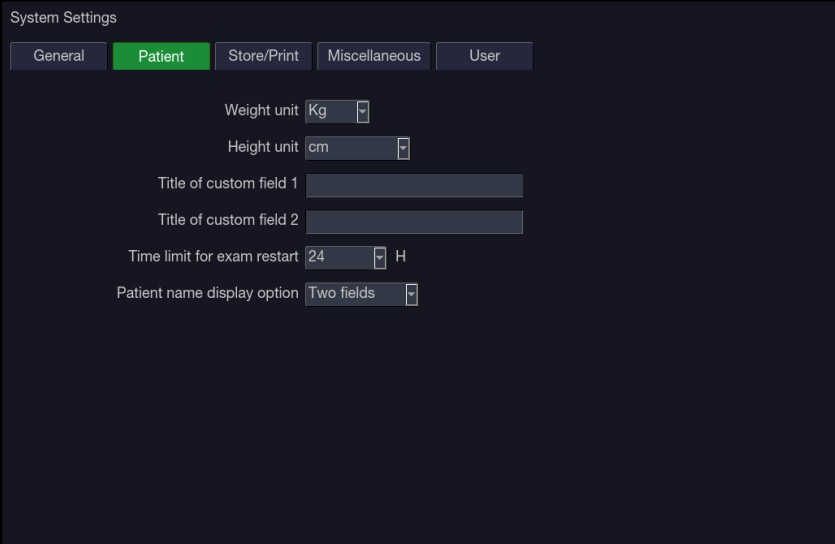 System Settings
General Patient Store/Print Miscellaneous User
Weight unit Kg
Height unit cm
Title of custom field 1
Title of custom field 2
Time limit for exam restart 24 H
Patient name display option Two fields